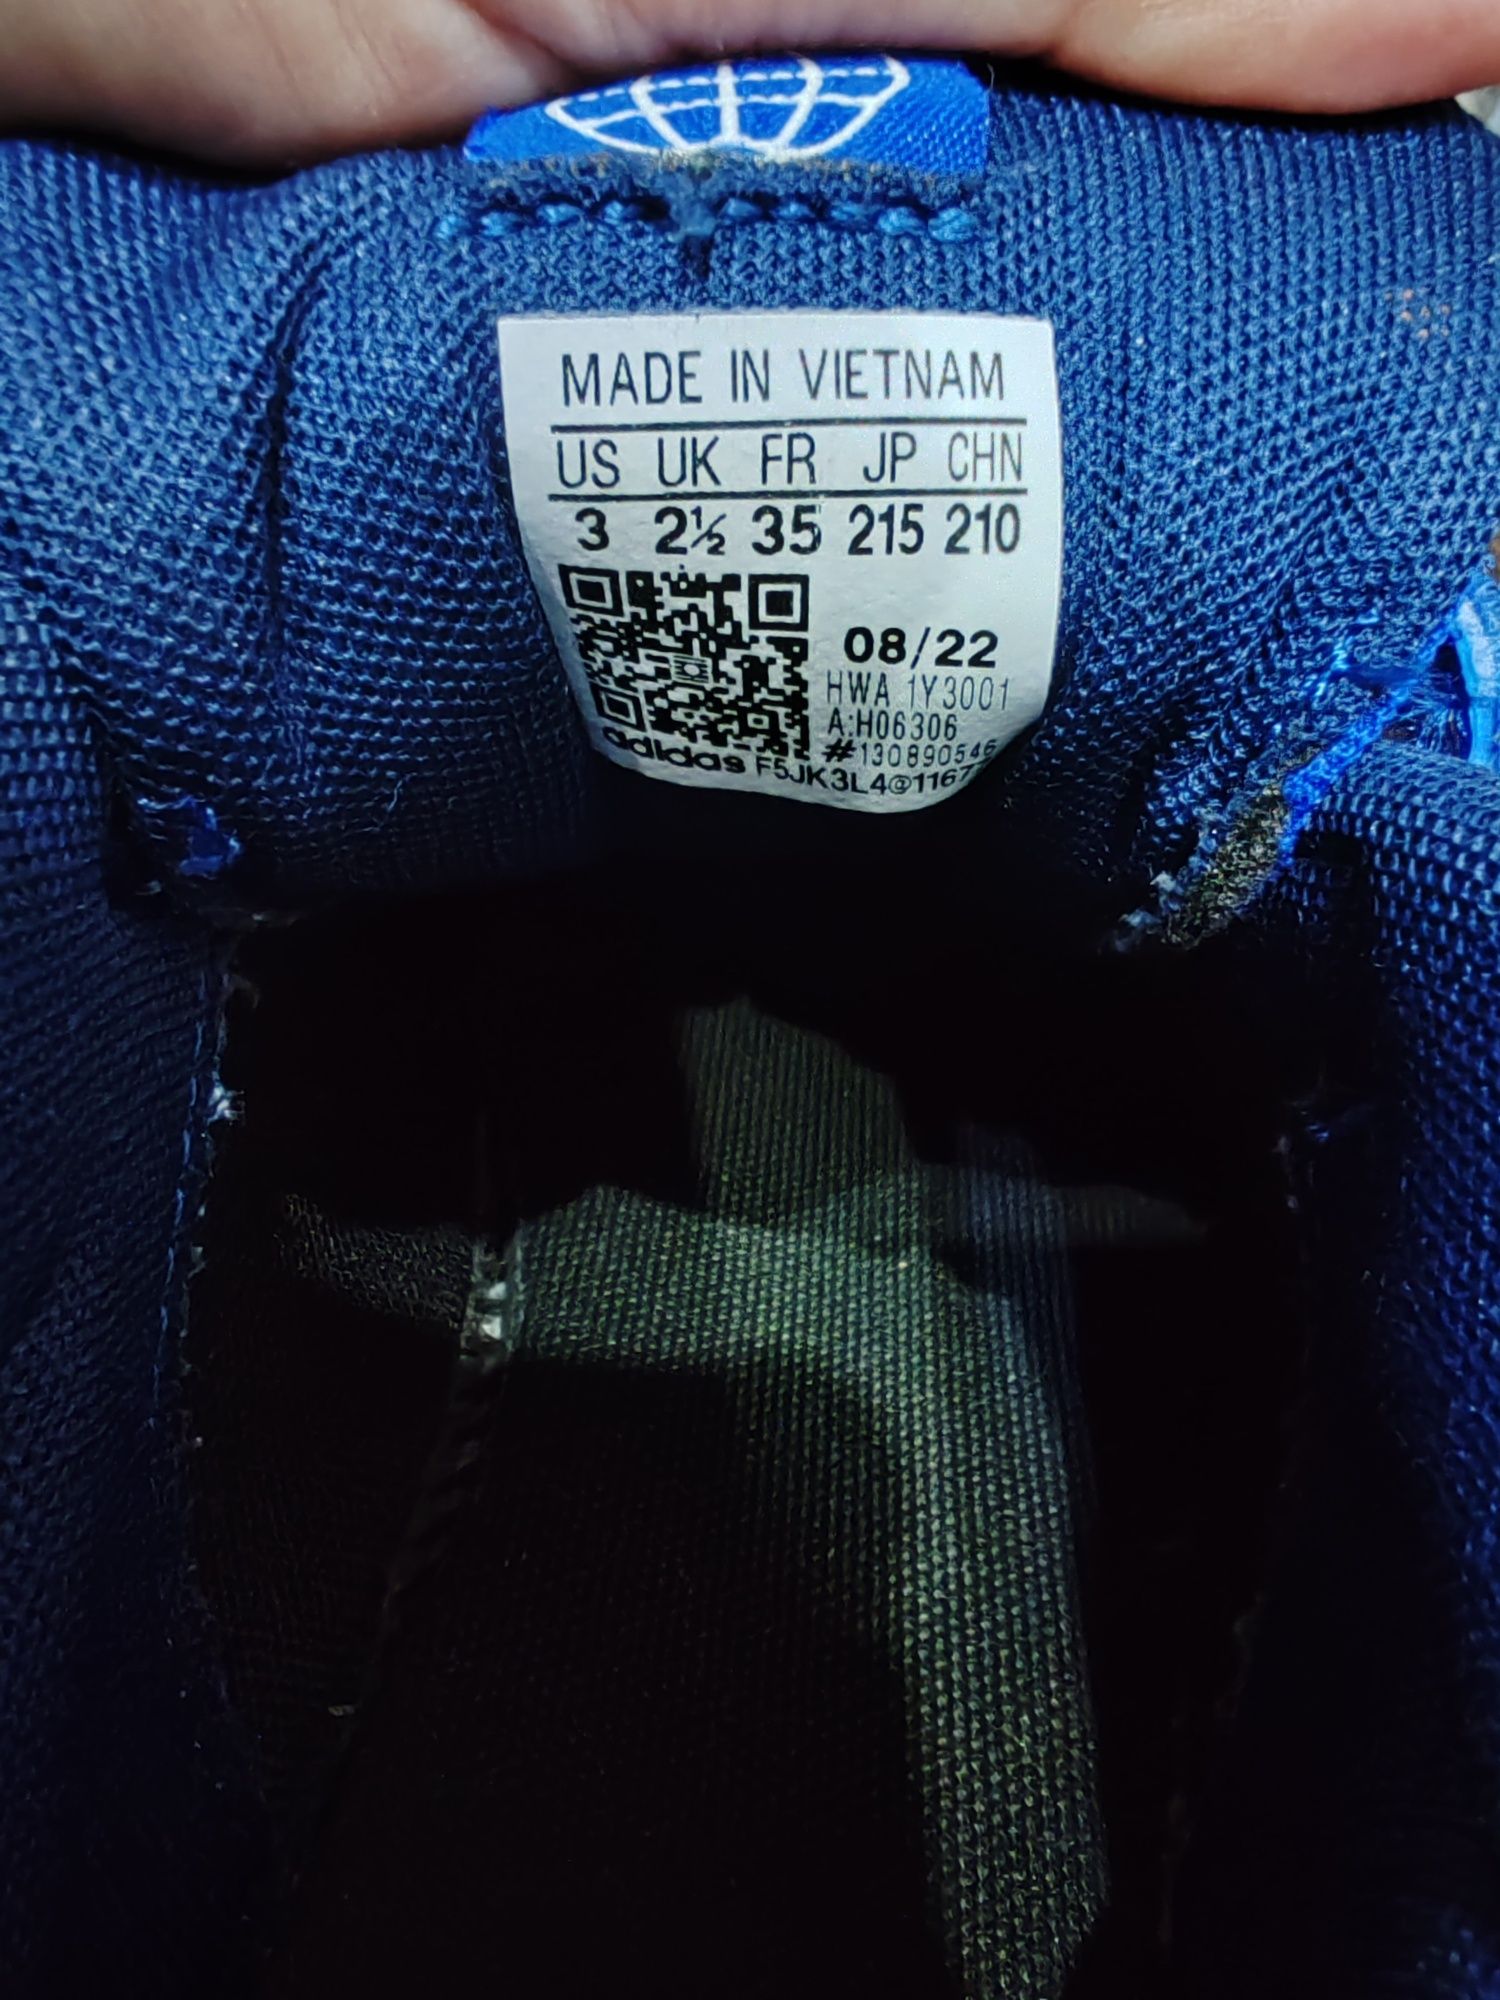 MADE IN VIETNAM
US UK FR JP CHN
3 2½ 35 215 210
08/22
HWA 1Y3001
A:H06306
#130890546
adidas F5JK3L4@1167